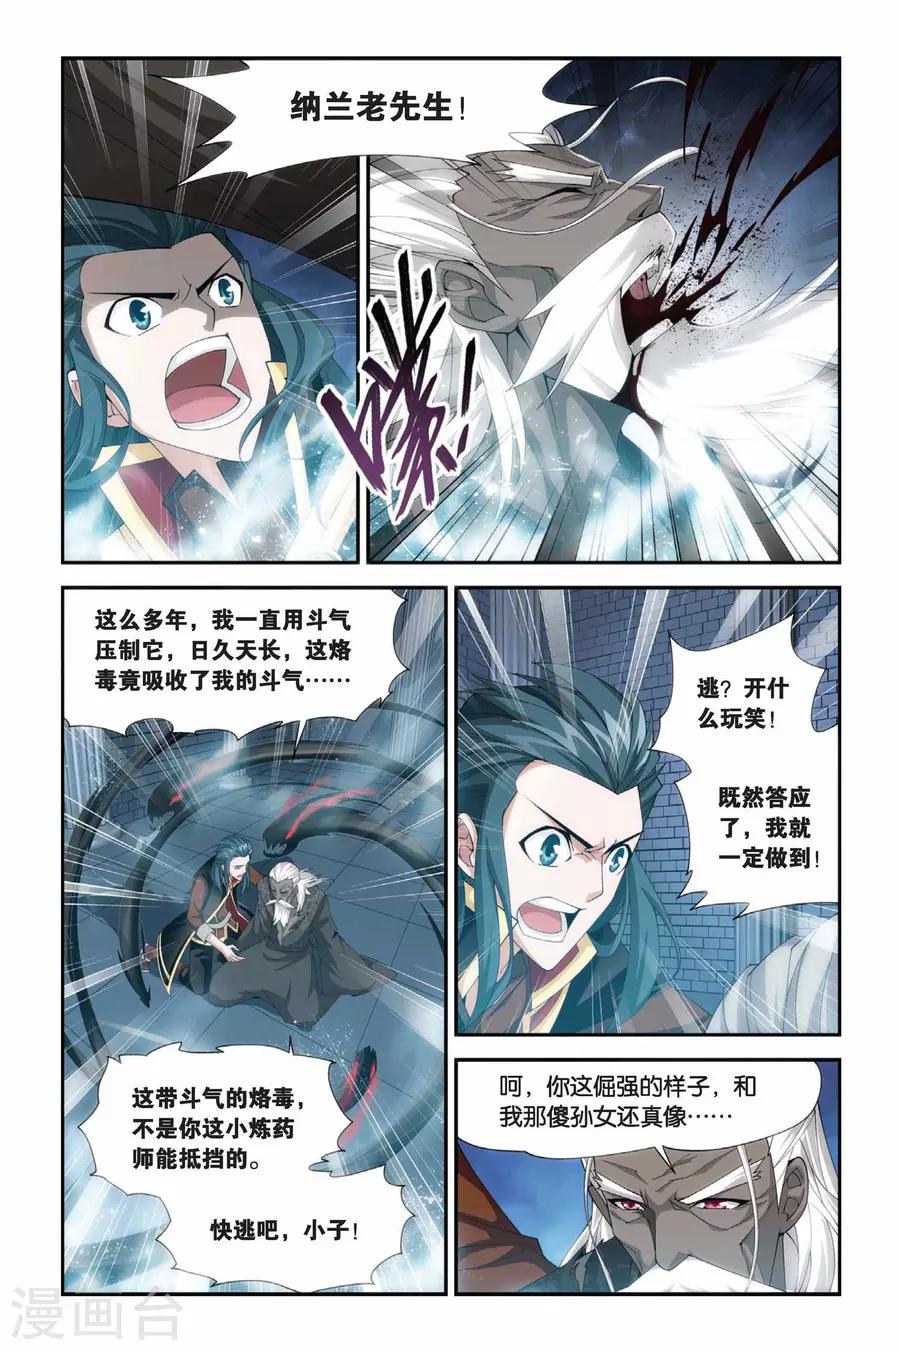 纳兰老先生！
噗！
这么多年，我一直用斗气
压制它，日久天长，这烙
毒竟吸收了我的斗气……
这带斗气的烙毒，
不是你这小炼药
师能抵挡的。
快逃吧，小子！
逃？开什
么玩笑！
既然答应
了，我就
一定做到！
呵，你这倔强的样子，和
我那傻孙女还真像……
漫画台